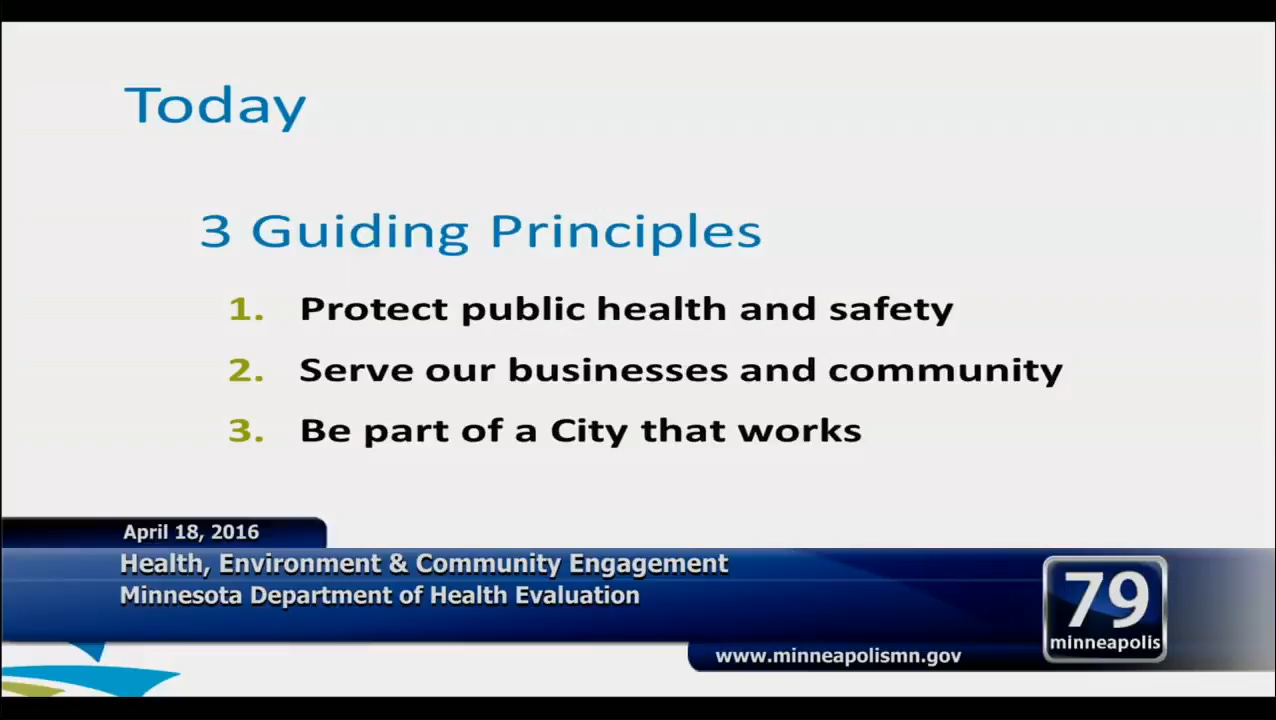 Today
3 Guiding Principles
1. Protect public health and safety
2. Serve our businesses and community
3. Be part of a City that works
April 18, 2016
Health, Environment & Community Engagement
Minnesota Department of Health Evaluation
79
minneapolis
www.minneapolismn.gov